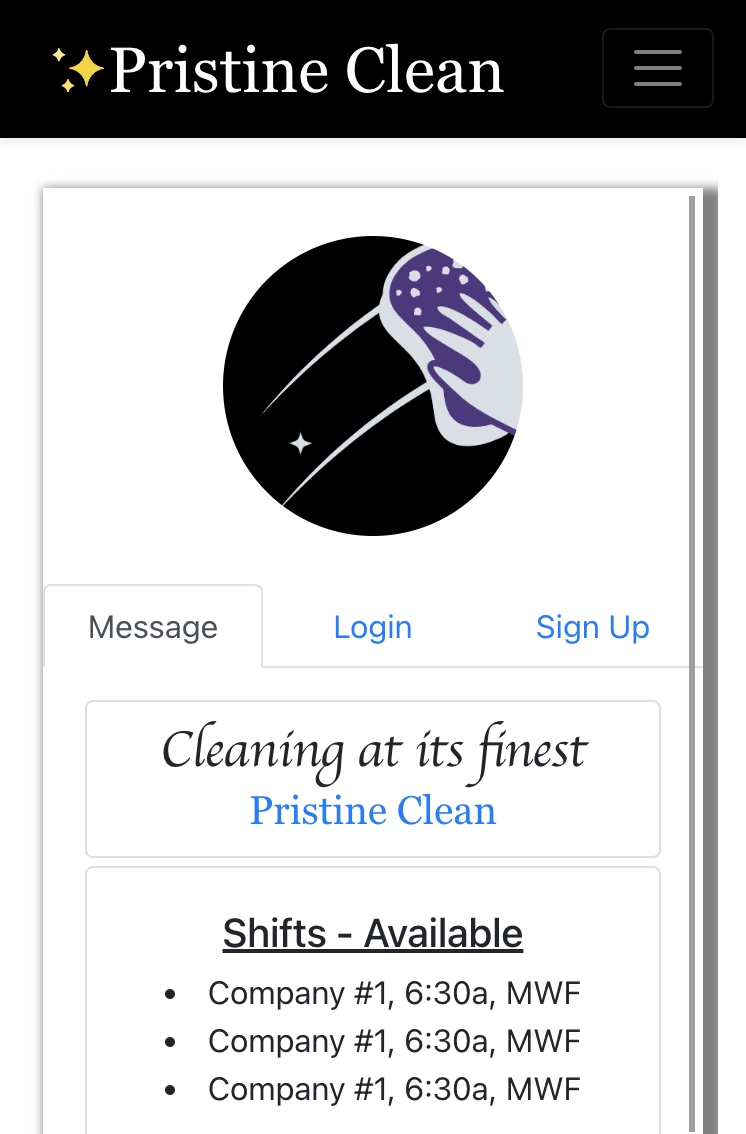 ✨Pristine Clean
Message
Login
Sign Up
Cleaning at its finest
Pristine Clean
Shifts - Available
• Company #1, 6:30a, MWF
• Company #1, 6:30a, MWF
• Company #1, 6:30a, MWF